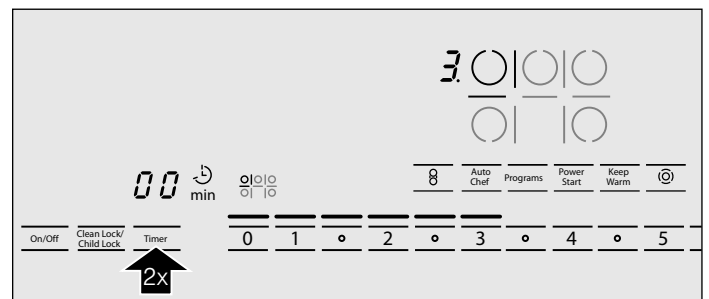 3.
00 min
8 Auto Chef Programs Power Start Keep Warm
On/Off Clean Lock/ Child Lock Timer 0 1 2 3 4 5
2x